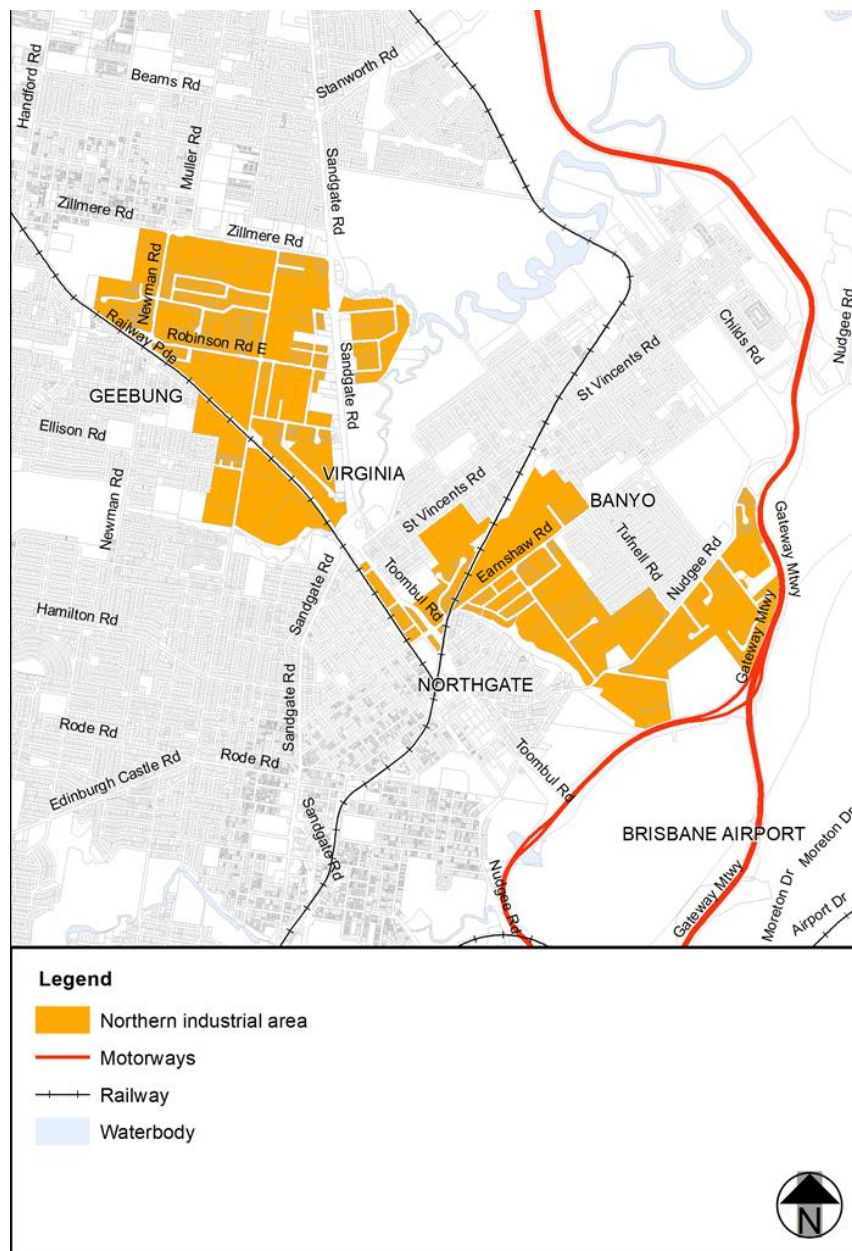 Handford Rd
Beams Rd
Stanworth Rd
Muller Rd
Sandgate Rd
Zillmere Rd
Zillmere Rd
Newman Rd
Nudgee Rd
Childs Rd
Railway Pde
Robinson Rd E
Sandgate Rd
St Vincents Rd
GEEBUNG
Ellison Rd
VIRGINIA
St Vincents Rd
BANYO
Newman Rd
Earnshaw Rd
Tufnell Rd
Nudgee Rd
Gateway Mtwy
Toombul Rd
Sandgate Rd
Hamilton Rd
Gateway Mtwy
NORTHGATE
Sandgate Rd
Rode Rd
Rode Rd
Edinburgh Castle Rd
Toombul Rd
Sandgate Rd
BRISBANE AIRPORT
Moreton Dr
Nudgee Rd
Gateway Mtwy
Moreton Dr
Airport Dr
Legend
Northern industrial area
Motorways
Railway
Waterbody
N